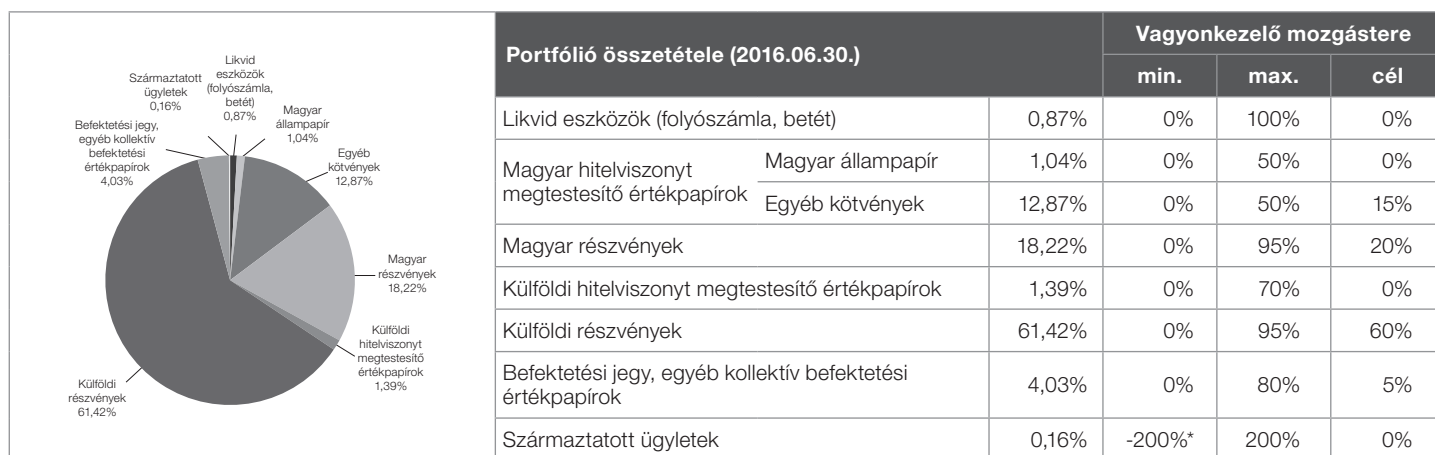 Likvid
eszközök
(folyószámla,
betét)
0,87%
Magyar
állampapír
1,04%
Egyéb
kötvények
12,87%
Magyar
részvények
18,22%
Külföldi
hitelviszonyt
megtestesítő
értékpapírok
1,39%
Külföldi
részvények
61,42%
Befektetési jegy,
egyéb kollektív
befektetési
értékpapírok
4,03%
Származtatott
ügyletek
0,16%
Portfólió összetétele (2016.06.30.) Vagyonkezelő mozgástere
min. max. cél
Likvid eszközök (folyószámla, betét) 0,87% 0% 100% 0%
Magyar hitelviszonyt
megtestesítő értékpapírok
Magyar állampapír 1,04% 0% 50% 0%
Egyéb kötvények 12,87% 0% 50% 15%
Magyar részvények 18,22% 0% 95% 20%
Külföldi hitelviszonyt megtestesítő értékpapírok 1,39% 0% 70% 0%
Külföldi részvények 61,42% 0% 95% 60%
Befektetési jegy, egyéb kollektív befektetési
értékpapírok 4,03% 0% 80% 5%
Származtatott ügyletek 0,16% -200%* 200% 0%